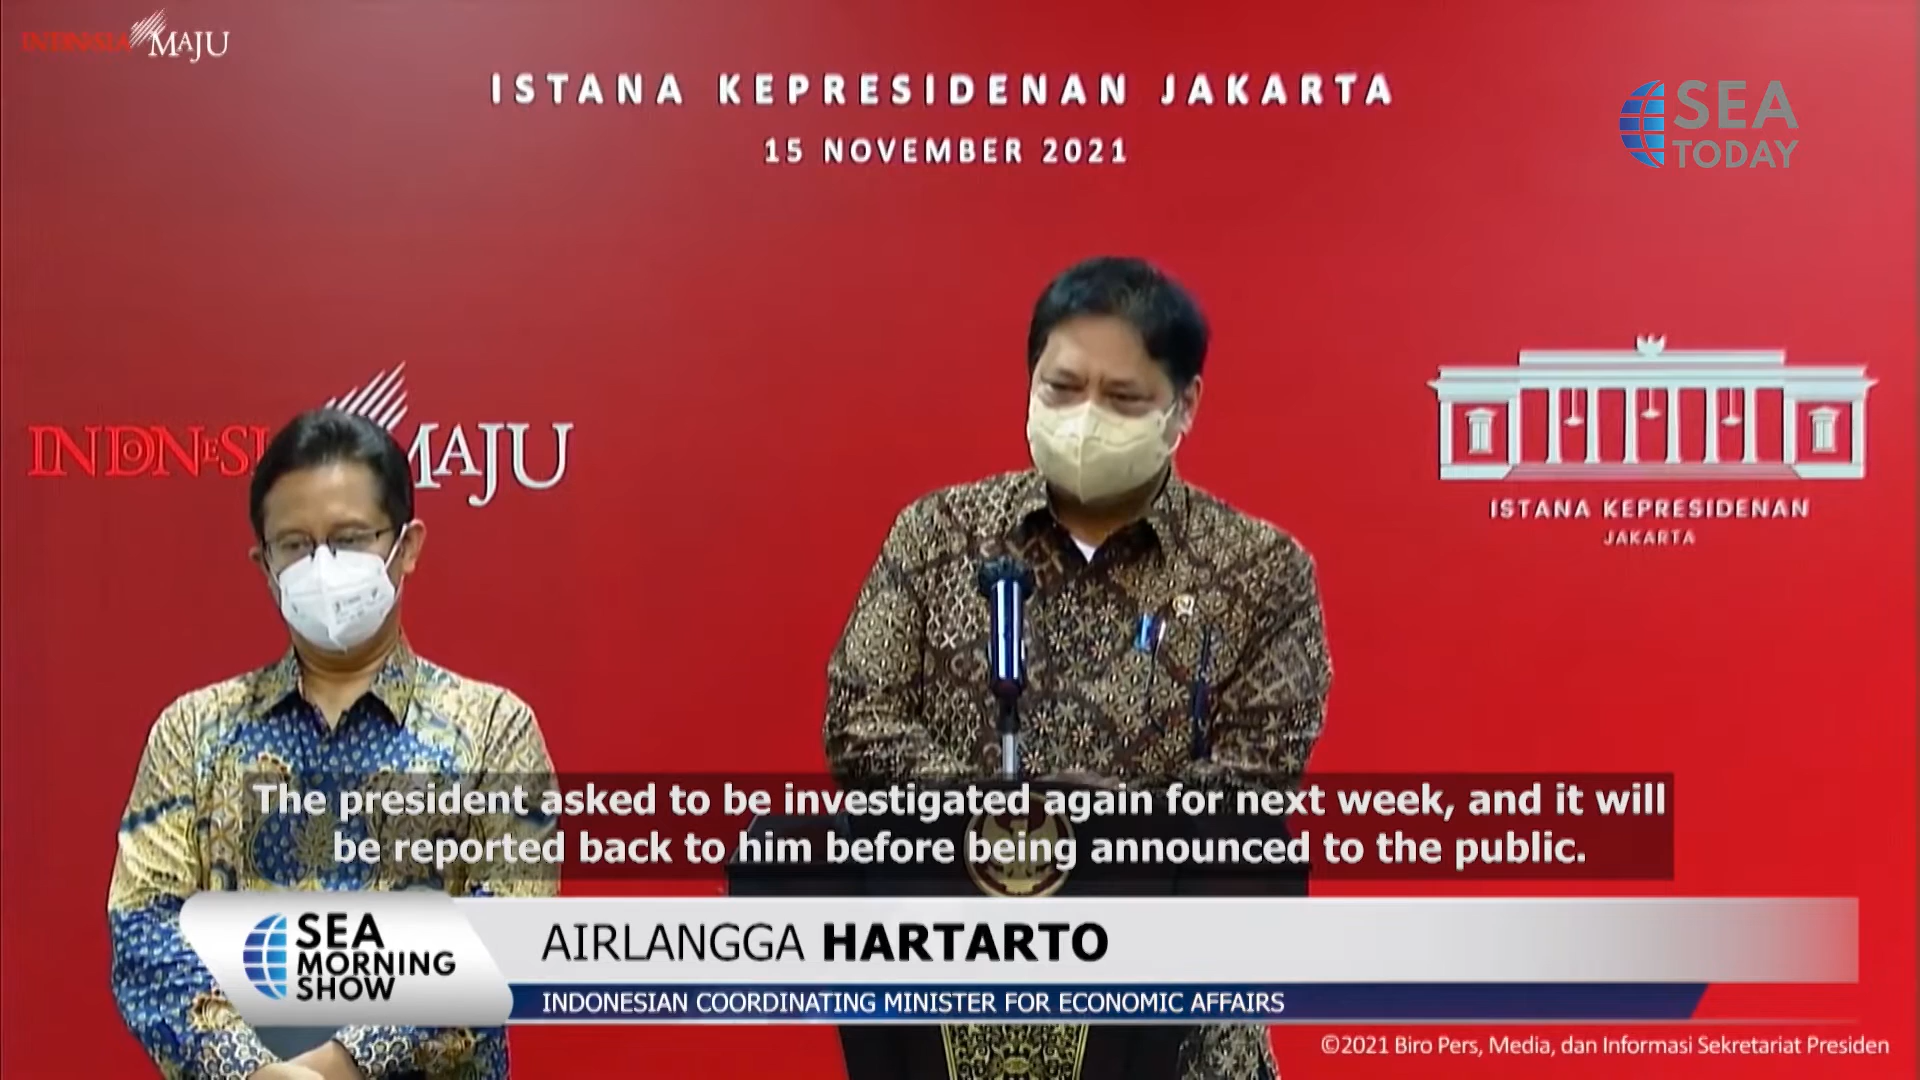 INDONESIA MAJU
ISTANA KEPRESIDENAN JAKARTA
15 NOVEMBER 2021
SEA
TODAY
INDONESIA MAJU
ISTANA KEPRESIDENAN
JAKARTA
The president asked to be investigated again for next week, and it will
be reported back to him before being announced to the public.
SEA
MORNING
SHOW
AIRLANGGA HARTARTO
INDONESIAN COORDINATING MINISTER FOR ECONOMIC AFFAIRS
©2021 Biro Pers, Media, dan Informasi Sekretariat Presiden